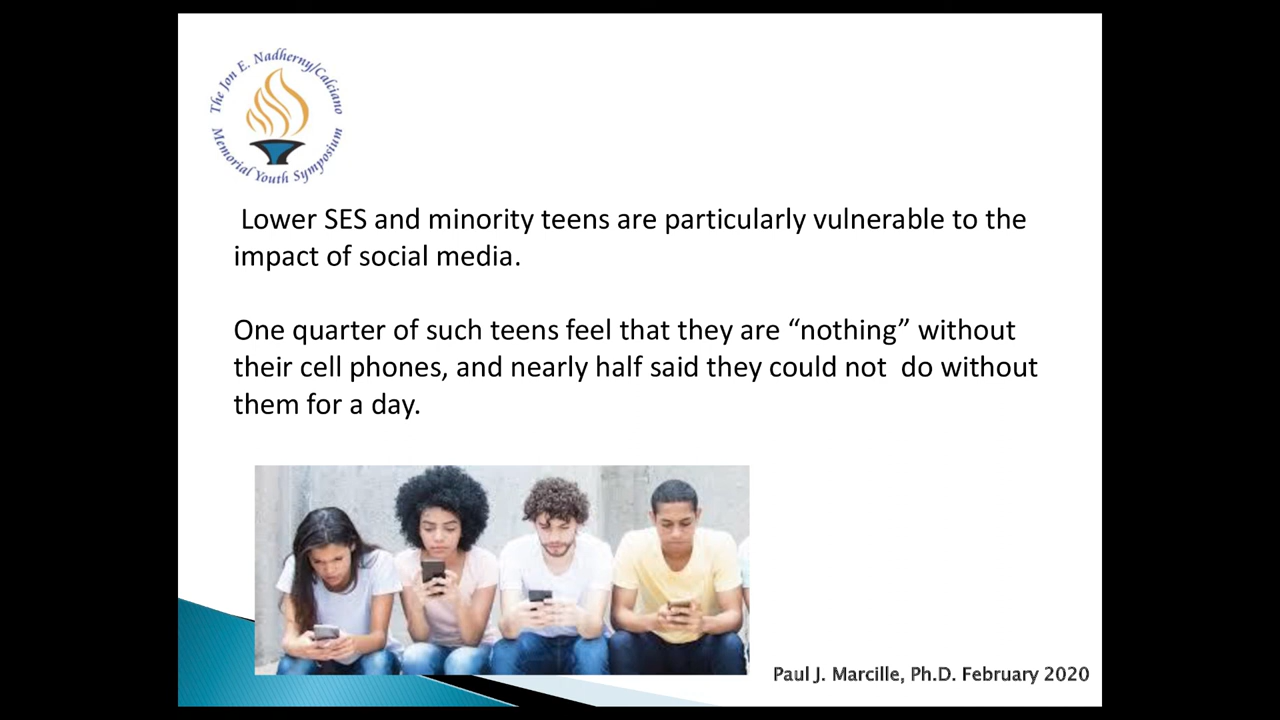 The Jon E. Nadherny/Calciano
Memorial Youth Symposium
Lower SES and minority teens are particularly vulnerable to the
impact of social media.
One quarter of such teens feel that they are “nothing” without
their cell phones, and nearly half said they could not  do without
them for a day.
Paul J. Marcille, Ph.D. February 2020